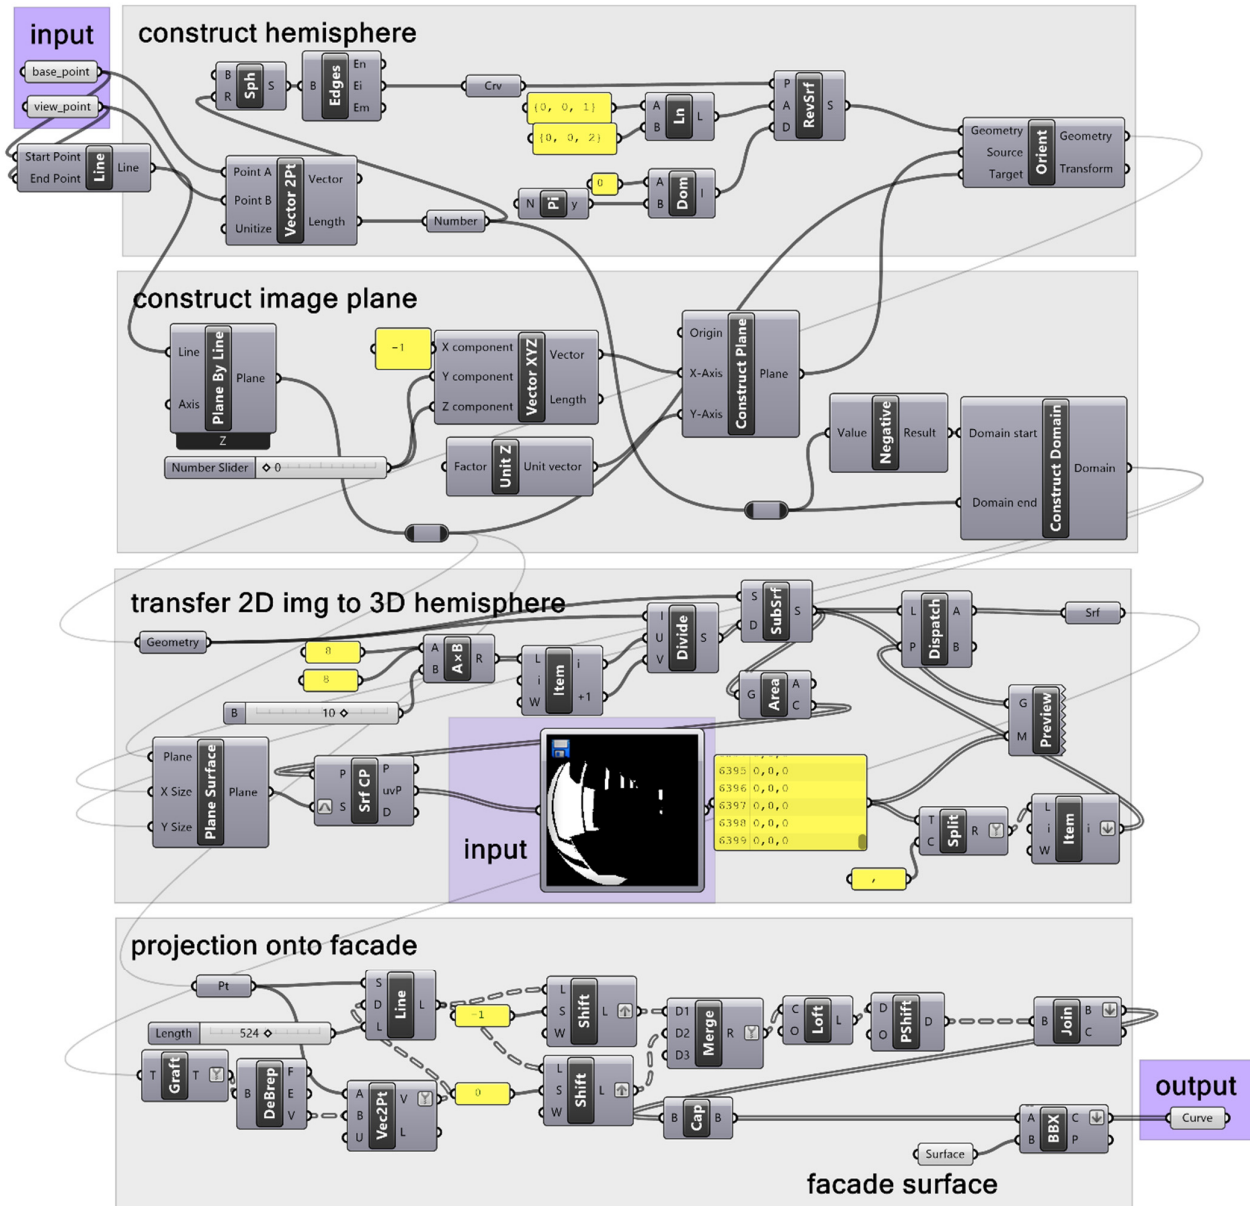 input
base_point
view_point
Start Point
End Point
Line
Line
construct hemisphere
B
R
Sph
S
B
Edges
En
Ei
Em
Crv
{0, 0, 1}
{0, 0, 2}
A
B
Ln
L
P
A
D
RevSrf
S
N
Pi
y
0
A
B
Dom
I
Point A
Point B
Unitize
Vector 2Pt
Vector
Length
Number
Geometry
Source
Target
Orient
Geometry
Transform
construct image plane
Line
Axis
Plane By Line
Plane
Z
Number Slider
0
-1
X component
Y component
Z component
Vector XYZ
Vector
Length
Factor
Unit Z
Unit vector
Origin
X-Axis
Y-Axis
Construct Plane
Plane
Value
Negative
Result
Domain start
Domain end
Construct Domain
Domain
transfer 2D img to 3D hemisphere
Geometry
A
B
A×B
R
B
10
L
i
W
Item
i
+1
I
U
V
Divide
S
S
D
SubSrf
S
G
Area
A
C
L
P
Dispatch
A
B
Srf
G
M
Preview
Plane
X Size
Y Size
Plane Surface
Plane
P
S
Srf CP
P
uvP
D
input
6395 0,0,0
6396 0,0,0
6397 0,0,0
6398 0,0,0
6399 0,0,0
,
T
C
Split
R
L
i
W
Item
i
projection onto facade
Pt
Length
524
S
D
L
Line
L
-1
0
T
Graft
T
B
DeBrep
F
E
V
A
B
U
Vec2Pt
V
L
L
S
W
Shift
L
L
S
W
Shift
L
D1
D2
D3
Merge
R
C
O
Loft
L
D
O
PShift
D
B
Join
B
C
B
Cap
B
Surface
A
B
BBX
C
P
facade surface
output
Curve